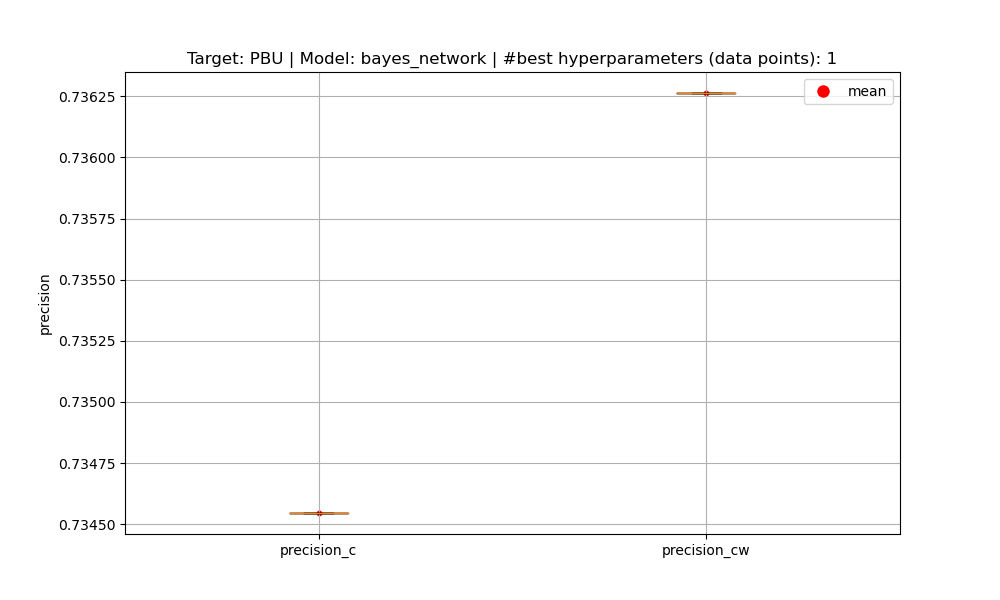 Target: PBU | Model: bayes_network | #best hyperparameters (data points): 1
mean
0.73625
0.73600
0.73575
0.73550
0.73525
0.73500
0.73475
0.73450
precision
precision_c
precision_cw